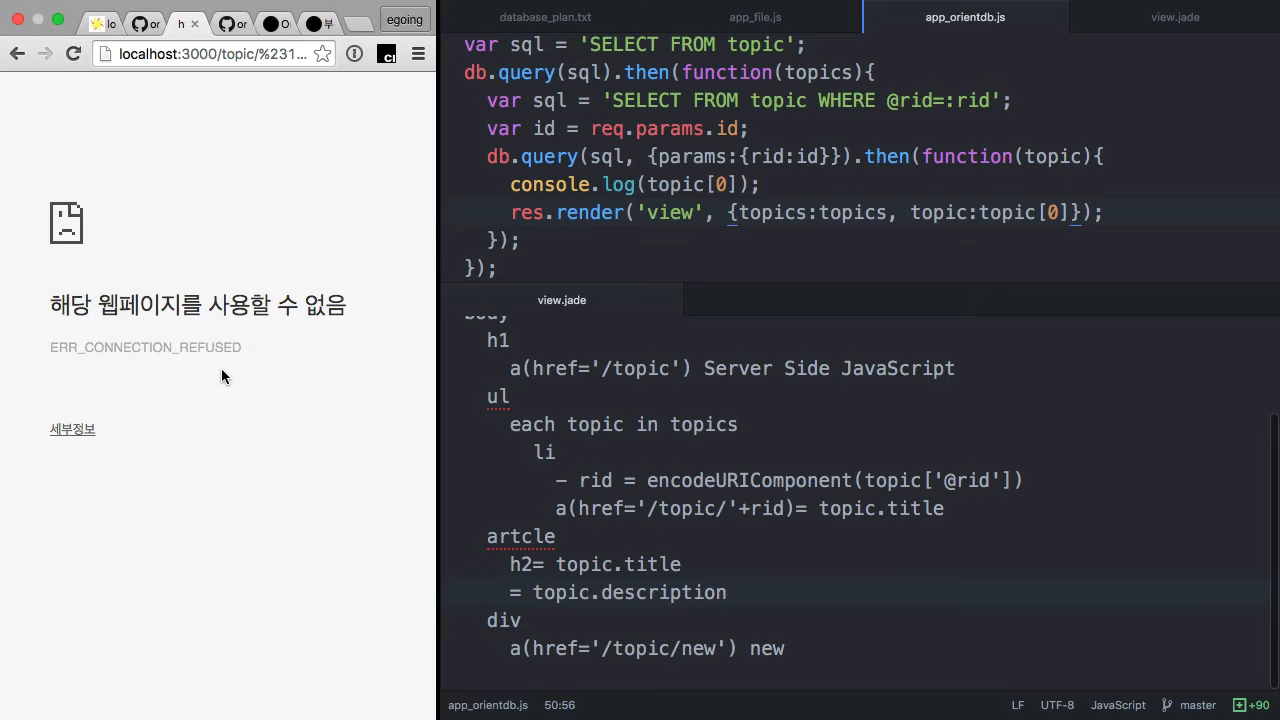 lo
or
h
or
O
부
egoing
localhost:3000/topic/%231...
해당 웹페이지를 사용할 수 없음
ERR_CONNECTION_REFUSED
세부정보
database_plan.txt
app_file.js
app_orientdb.js
view.jade
var sql = 'SELECT FROM topic';
db.query(sql).then(function(topics){
var sql = 'SELECT FROM topic WHERE @rid=:rid';
var id = req.params.id;
db.query(sql, {params:{rid:id}}).then(function(topic){
console.log(topic[0]);
res.render('view', {topics:topics, topic:topic[0]});
});
});
view.jade
body
h1
a(href='/topic') Server Side JavaScript
ul
each topic in topics
li
- rid = encodeURIComponent(topic['@rid'])
a(href='/topic/'+rid)= topic.title
artcle
h2= topic.title
= topic.description
div
a(href='/topic/new') new
app_orientdb.js 50:56 LF UTF-8 JavaScript master +90